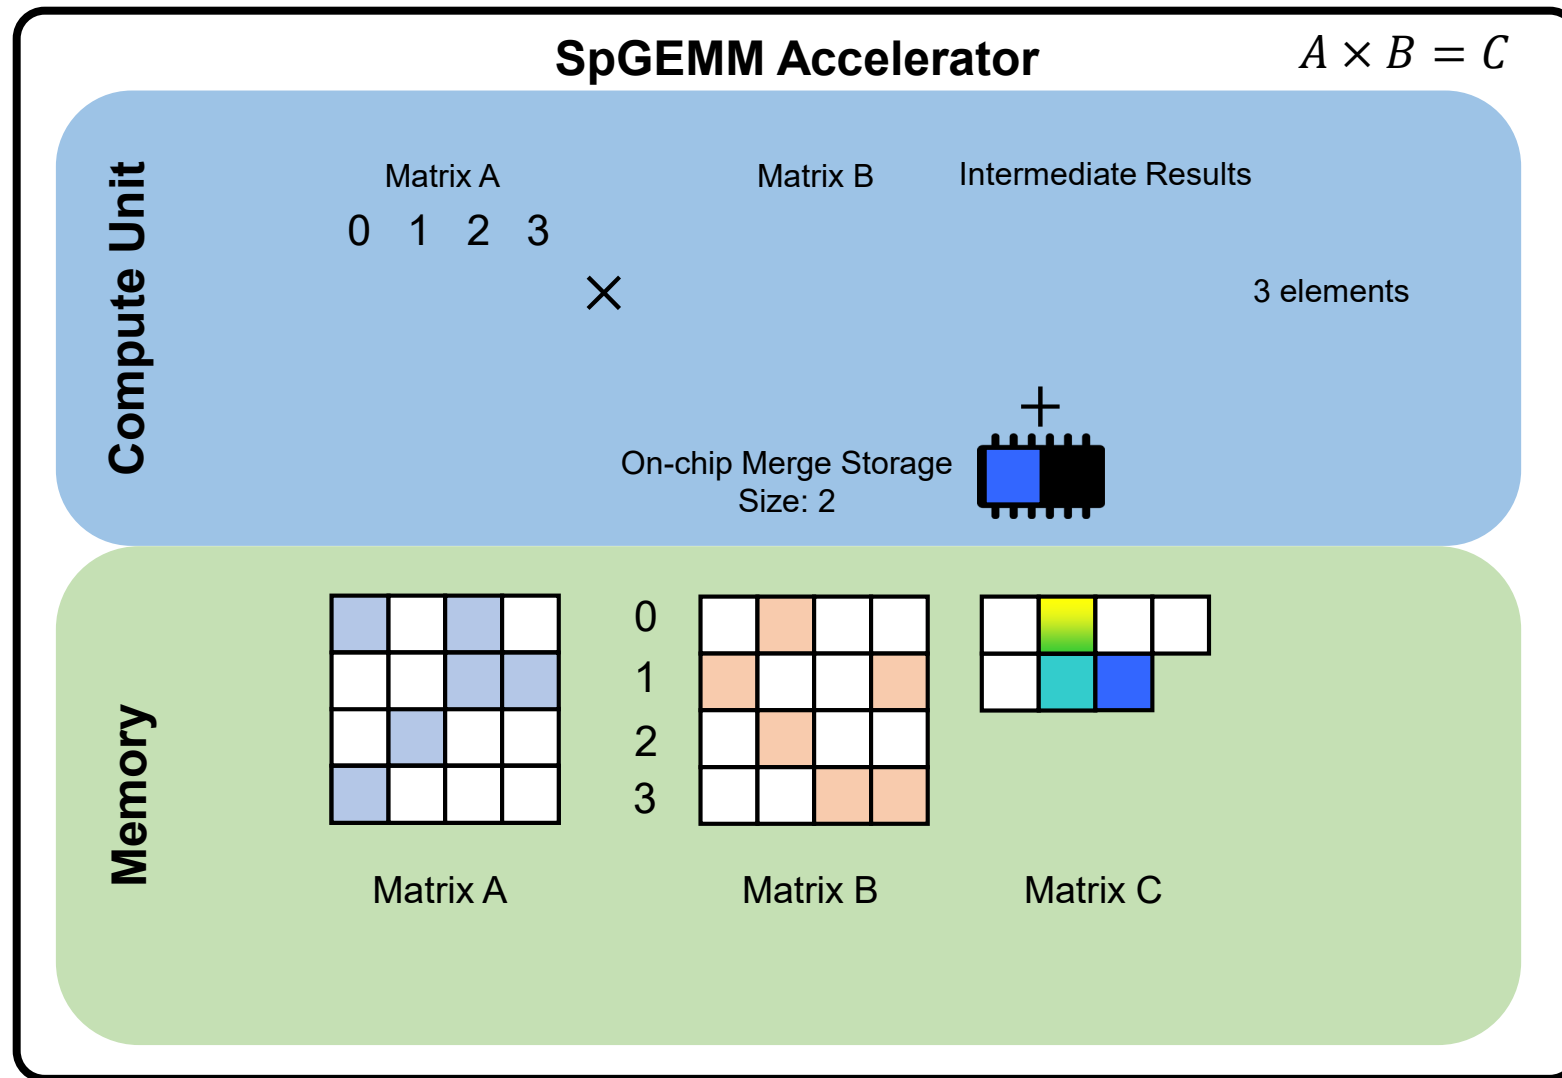 SpGEMM Accelerator
A × B = C
Compute Unit
Matrix A
Matrix B
Intermediate Results
0 1 2 3
×
3 elements
+
On-chip Merge Storage
Size: 2
Memory
0
1
2
3
Matrix A
Matrix B
Matrix C